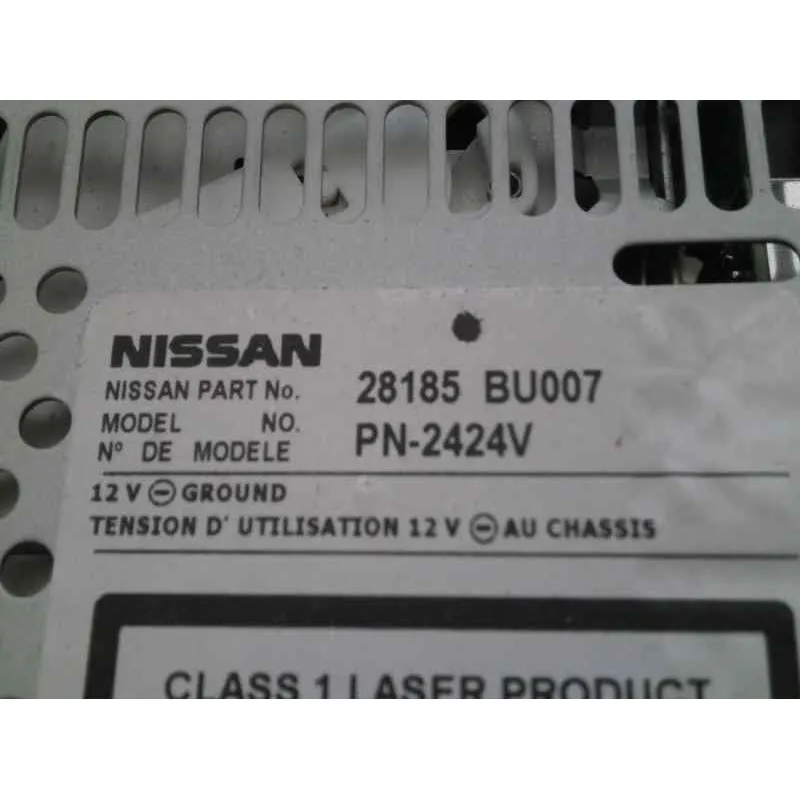 NISSAN
NISSAN PART No. 28185 BU007
MODEL NO. PN-2424V
N° DE MODELE
12 V ⊖ GROUND
TENSION D' UTILISATION 12 V ⊖ AU CHASSIS
CLASS 1 LASER PRODUCT